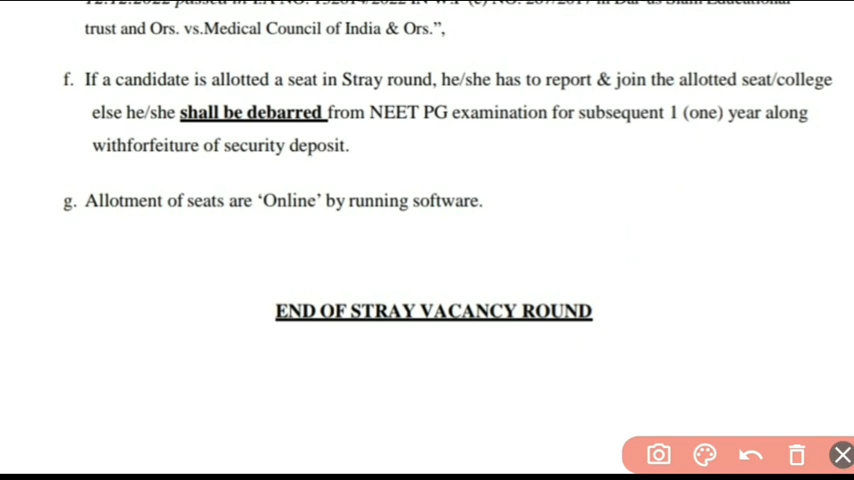 trust and Ors. vs.Medical Council of India & Ors.”,
f. If a candidate is allotted a seat in Stray round, he/she has to report & join the allotted seat/college
else he/she shall be debarred from NEET PG examination for subsequent 1 (one) year along
withforfeiture of security deposit.
g. Allotment of seats are ‘Online’ by running software.
END OF STRAY VACANCY ROUND